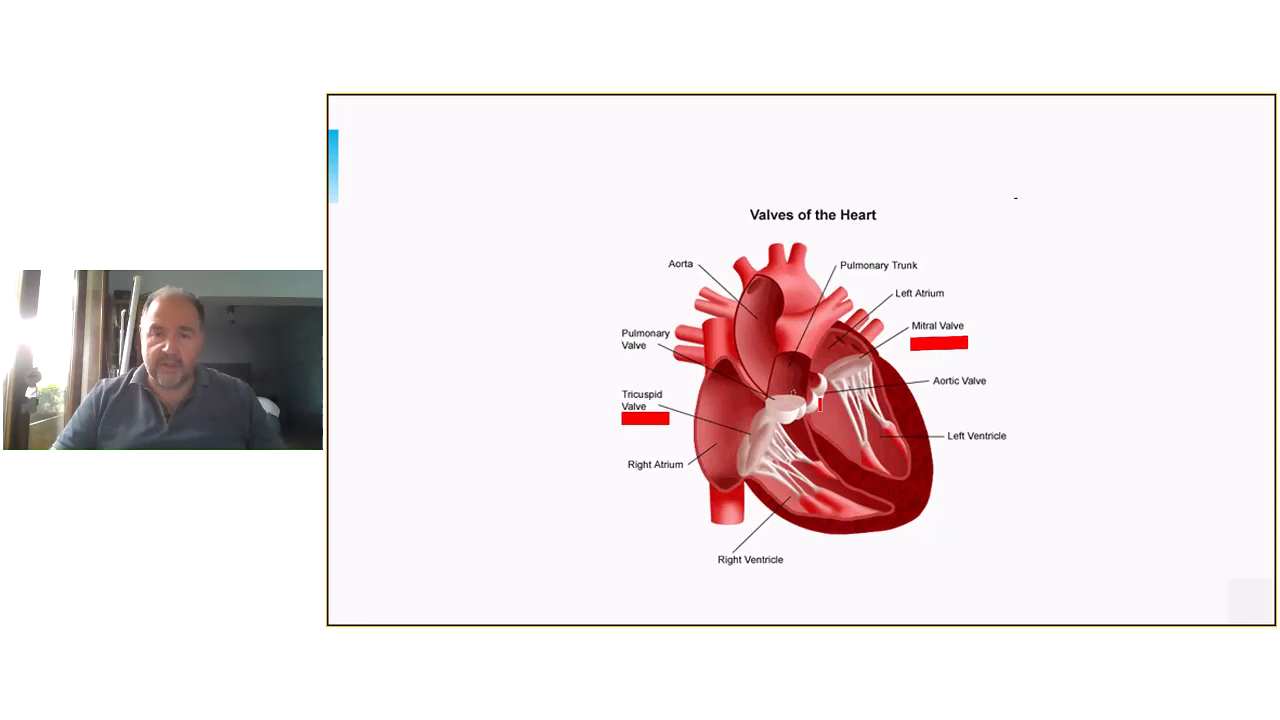 Valves of the Heart
Aorta
Pulmonary Trunk
Left Atrium
Mitral Valve
Pulmonary
Valve
Aortic Valve
Tricuspid
Valve
Left Ventricle
Right Atrium
Right Ventricle